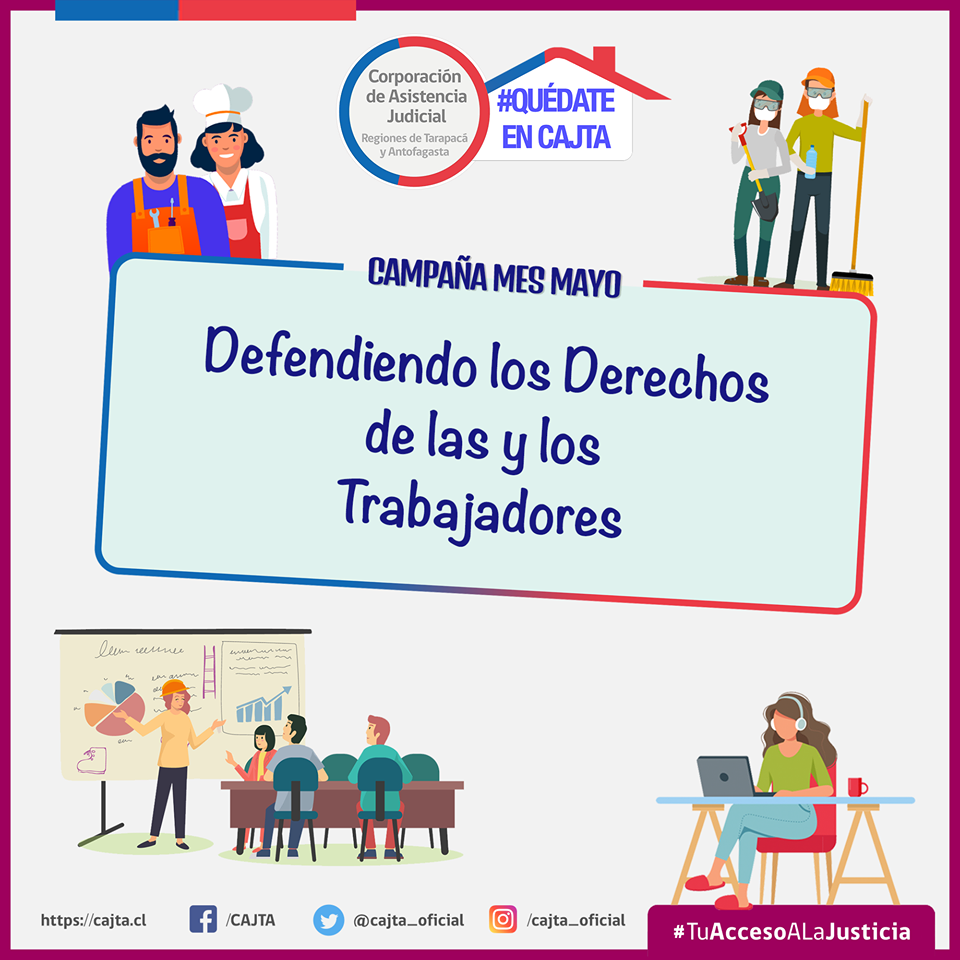 Corporación
de Asistencia
Judicial
Regiones de Tarapacá
y Antofagasta
#QUÉDATE
EN CAJTA
CAMPAÑA MES MAYO
Defendiendo los Derechos
de las y los
Trabajadores
https://cajta.cl
/CAJTA
@cajta_oficial
/cajta_oficial
#TuAccesoALaJusticia